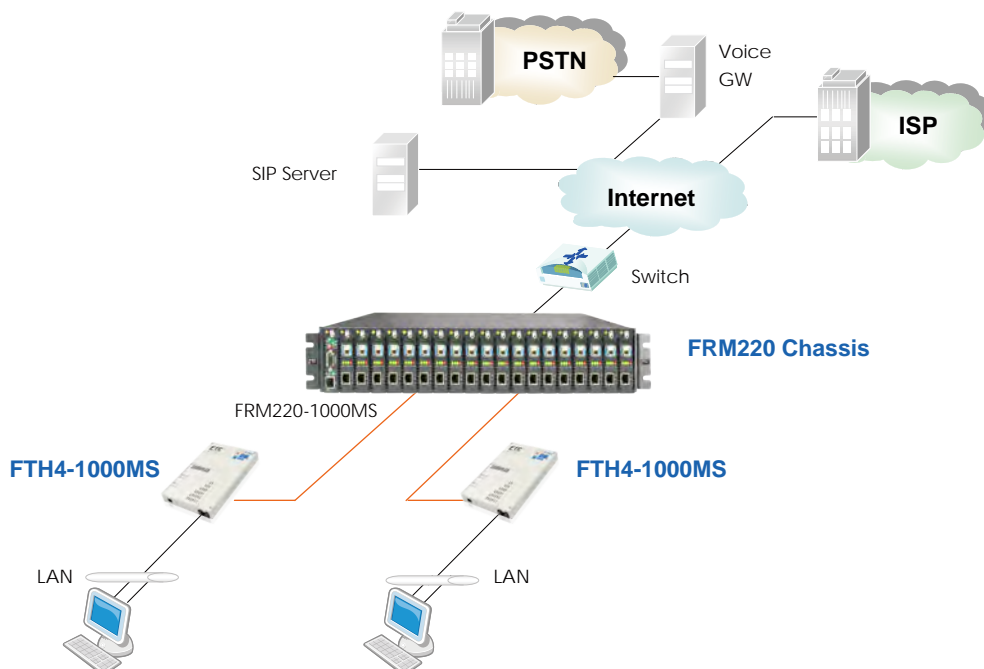 PSTN
Voice
GW
ISP
SIP Server
Internet
Switch
FRM220 Chassis
FRM220-1000MS
FTH4-1000MS
FTH4-1000MS
LAN
LAN